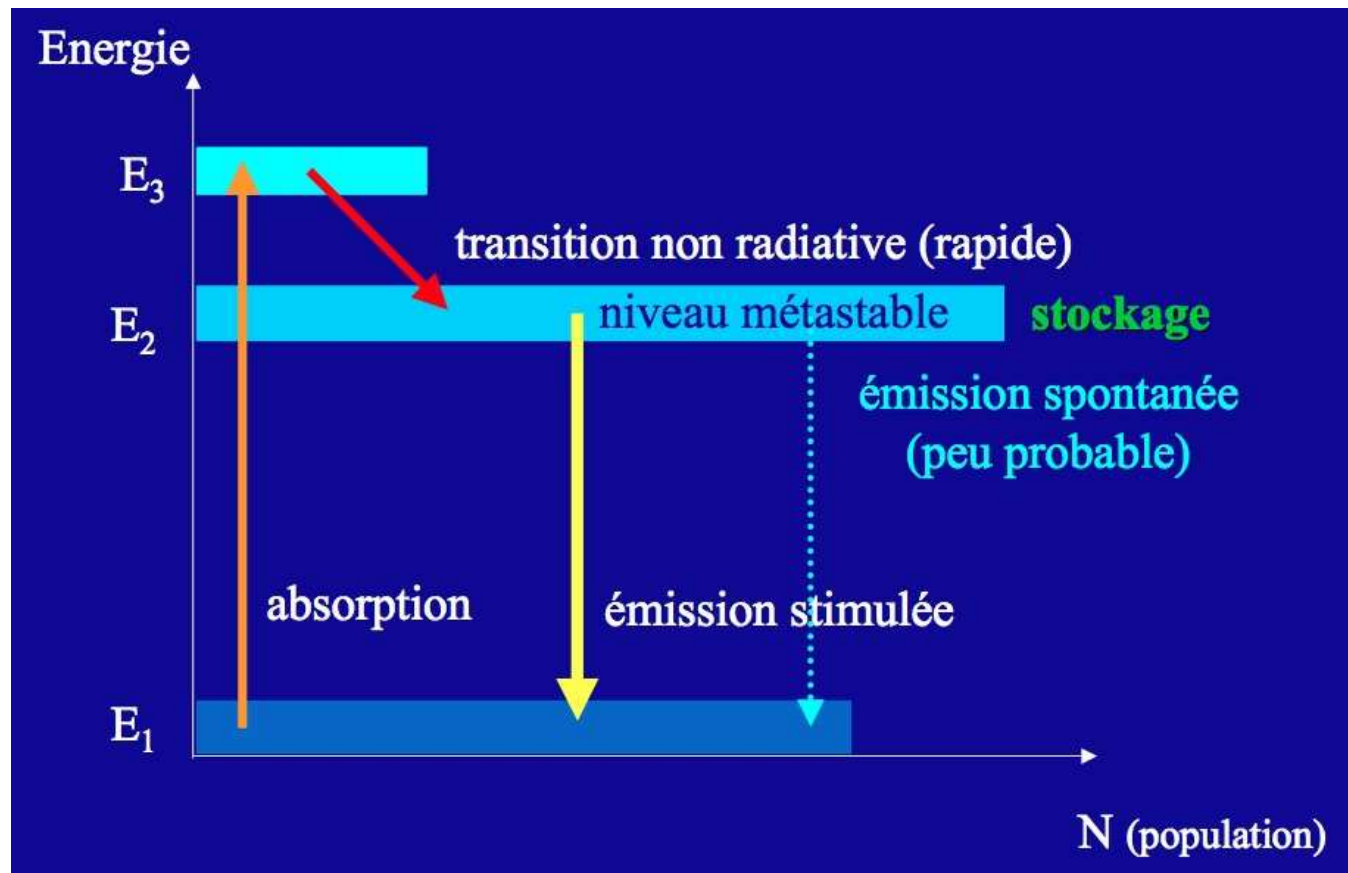 Energie
E₃
transition non radiative (rapide)
E₂
niveau métastable
stockage
émission spontanée
(peu probable)
absorption
émission stimulée
E₁
N (population)